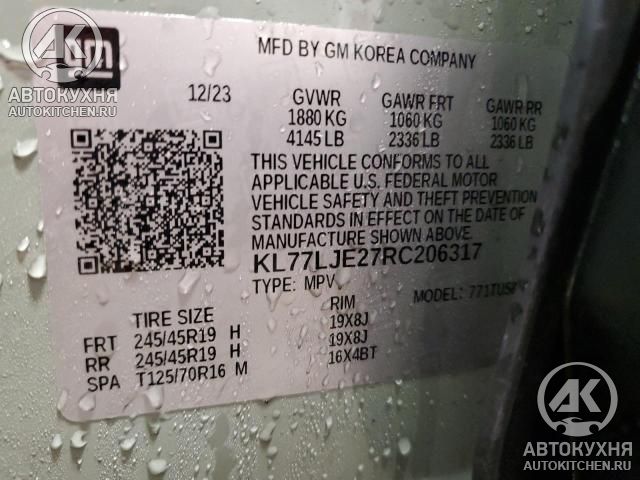 gm
АВТОКУХНЯ
AUTOKITCHEN.RU
MFD BY GM KOREA COMPANY
12/23 GVWR GAWR FRT GAWR RR
1880 KG 1060 KG 1060 KG
4145 LB 2336 LB 2336 LB
THIS VEHICLE CONFORMS TO ALL
APPLICABLE U.S. FEDERAL MOTOR
VEHICLE SAFETY AND THEFT PREVENTION
STANDARDS IN EFFECT ON THE DATE OF
MANUFACTURE SHOWN ABOVE.
KL77LJE27RC206317
TYPE: MPV MODEL:
TIRE SIZE RIM
FRT 245/45R19 H 19X8J
RR 245/45R19 H 19X8J
SPA T125/70R16 M 16X4BT
АК
АВТОКУХНЯ
AUTOKITCHEN.RU